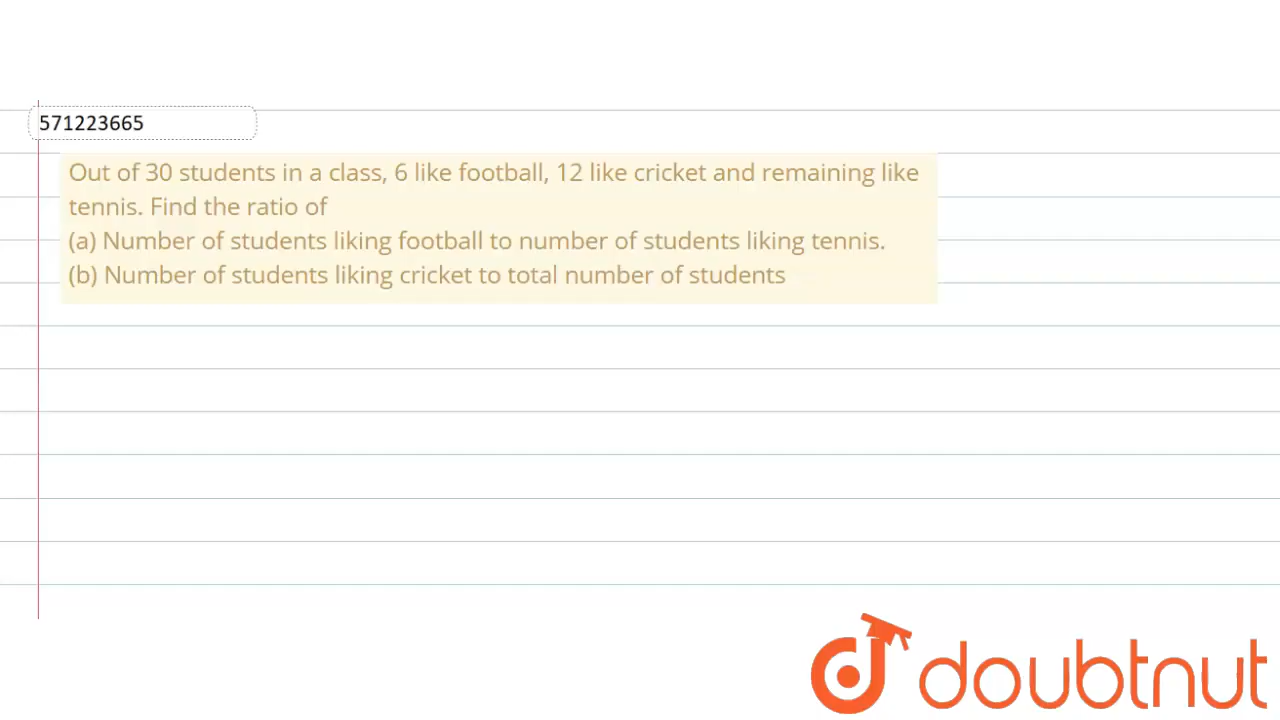 571223665
Out of 30 students in a class, 6 like football, 12 like cricket and remaining like
tennis. Find the ratio of
(a) Number of students liking football to number of students liking tennis.
(b) Number of students liking cricket to total number of students
doubtnut